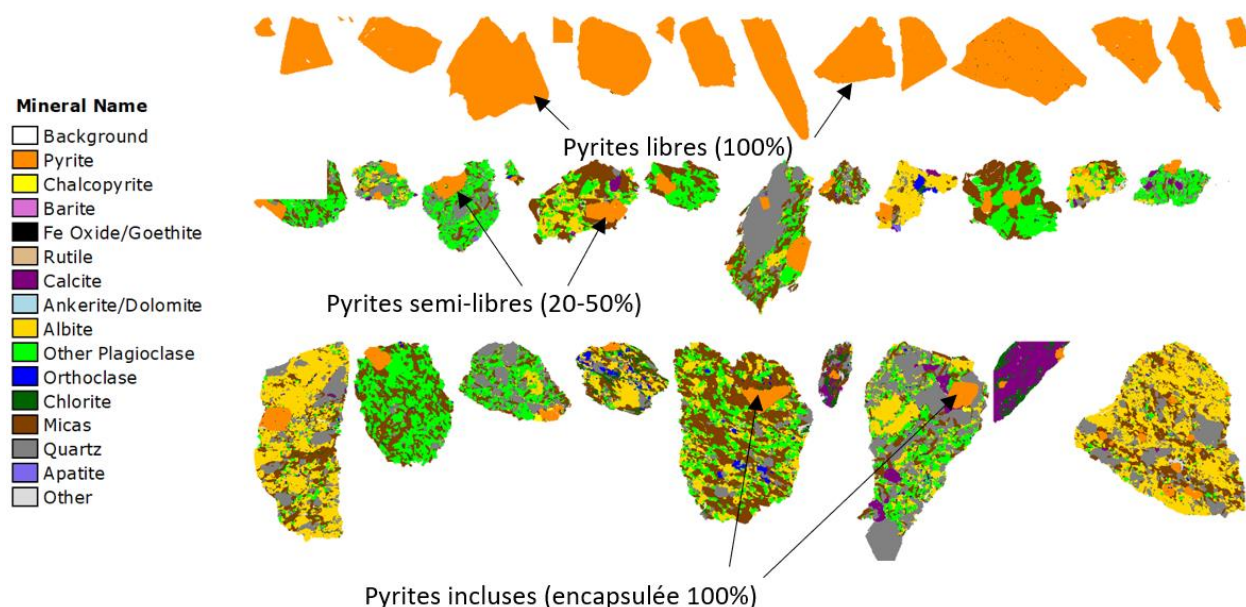 Mineral Name
Background
Pyrite
Chalcopyrite
Barite
Fe Oxide/Goethite
Rutile
Calcite
Ankerite/Dolomite
Albite
Other Plagioclase
Orthoclase
Chlorite
Micas
Quartz
Apatite
Other
Pyrites libres (100%)
Pyrites semi-libres (20-50%)
Pyrites incluses (encapsulée 100%)